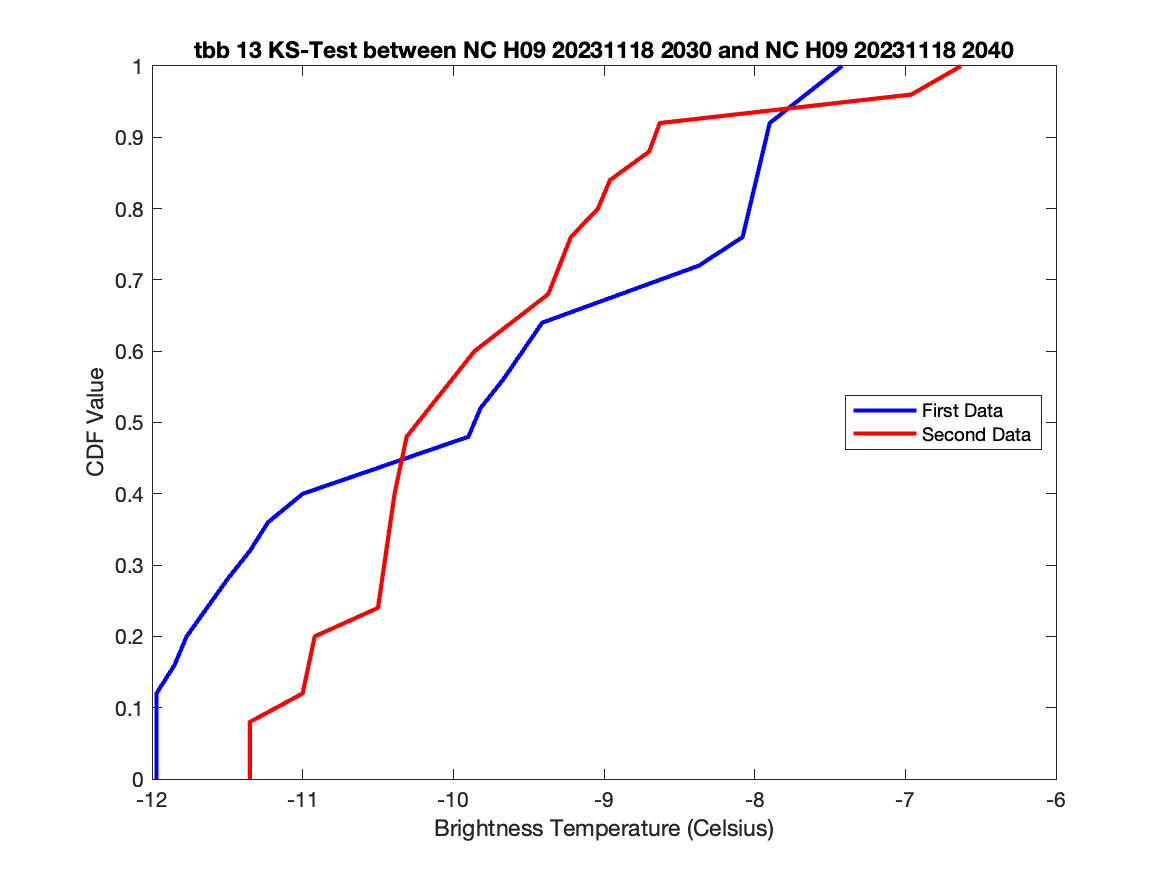 tbb 13 KS-Test between NC H09 20231118 2030 and NC H09 20231118 2040
1
0.9
0.8
0.7
0.6
0.5
0.4
0.3
0.2
0.1
0
CDF Value
First Data
Second Data
-12 -11 -10 -9 -8 -7 -6
Brightness Temperature (Celsius)